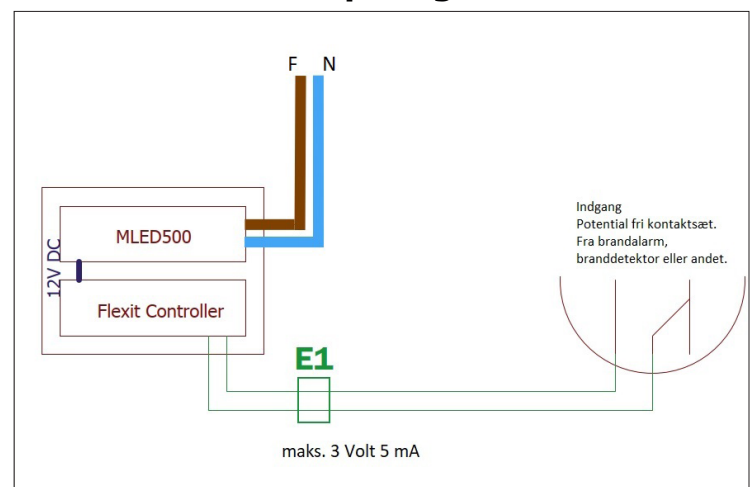 F N
MLED500
12V DC
Flexit Controller
E1
maks. 3 Volt 5 mA
Indgang
Potential fri kontaktsæt.
Fra brandalarm,
branddetektor eller andet.